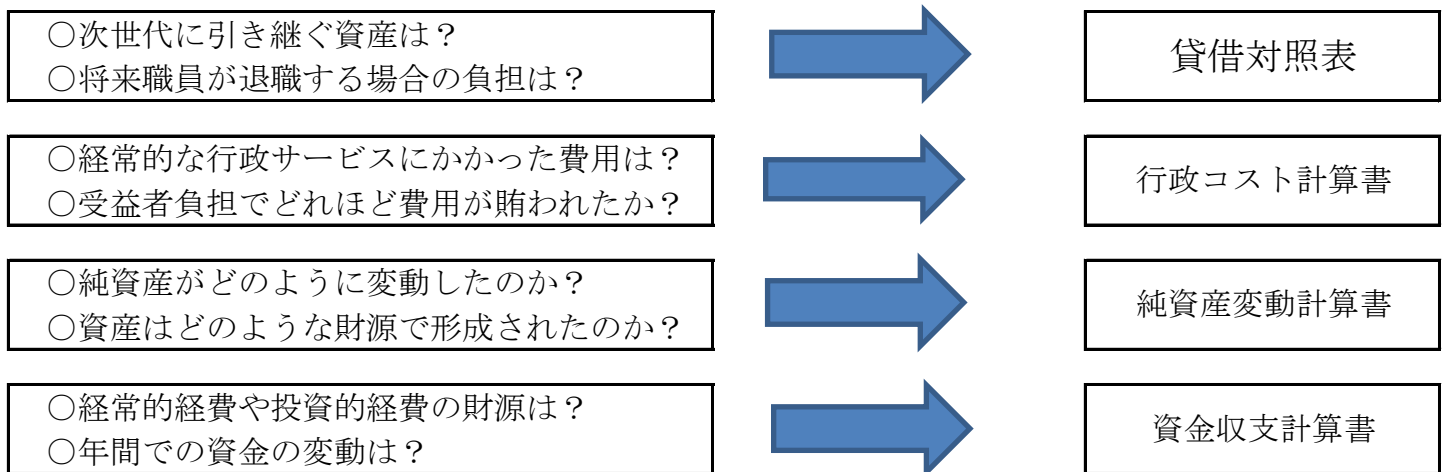 ○次世代に引き継ぐ資産は？
○将来職員が退職する場合の負担は？
貸借対照表
○経常的な行政サービスにかかった費用は？
○受益者負担でどれほど費用が賄われたか？
行政コスト計算書
○純資産がどのように変動したのか？
○資産はどのような財源で形成されたのか？
純資産変動計算書
○経常的経費や投資的経費の財源は？
○年間での資金の変動は？
資金収支計算書